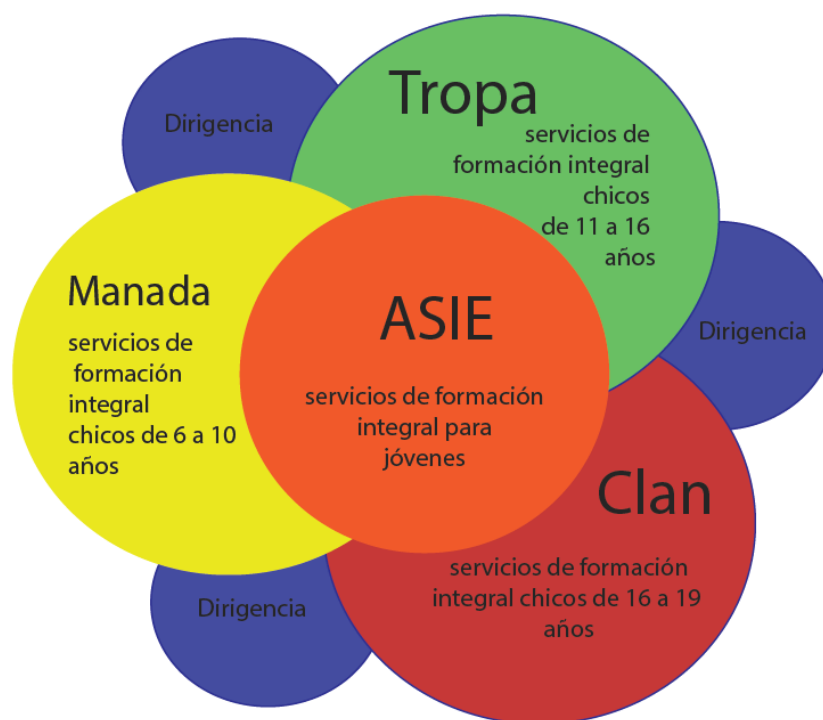 Dirigencia
Tropa
servicios de
formación integral
chicos
de 11 a 16
años
Manada
servicios de
formación
integral
chicos de 6 a 10
años
ASIE
servicios de formación
integral para
jóvenes
Dirigencia
Clan
servicios de formación
integral chicos de 16 a 19
años
Dirigencia